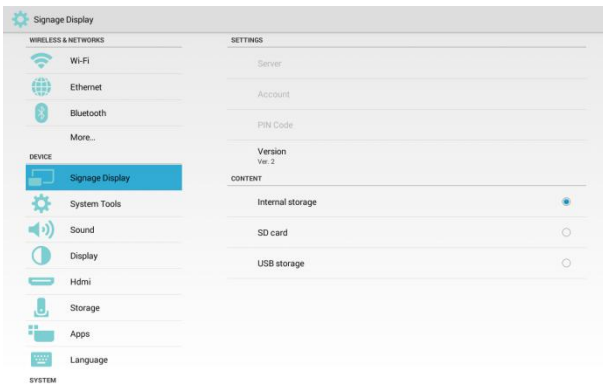 Signage Display
WIRELESS & NETWORKS
Wi-Fi
Ethernet
Bluetooth
More...
DEVICE
Signage Display
System Tools
Sound
Display
Hdmi
Storage
Apps
Language
SYSTEM
SETTINGS
Server
Account
PIN Code
Version
Ver. 2
CONTENT
Internal storage
SD card
USB storage